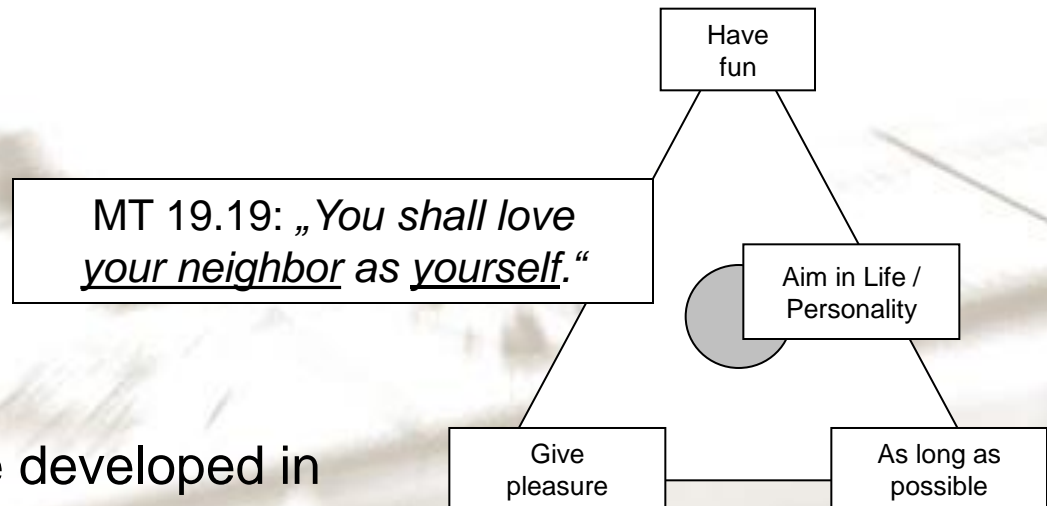 Have
fun
MT 19.19: „You shall love
your neighbor as yourself.“
Aim in Life /
Personality
developed in
Give
pleasure
As long as
possible